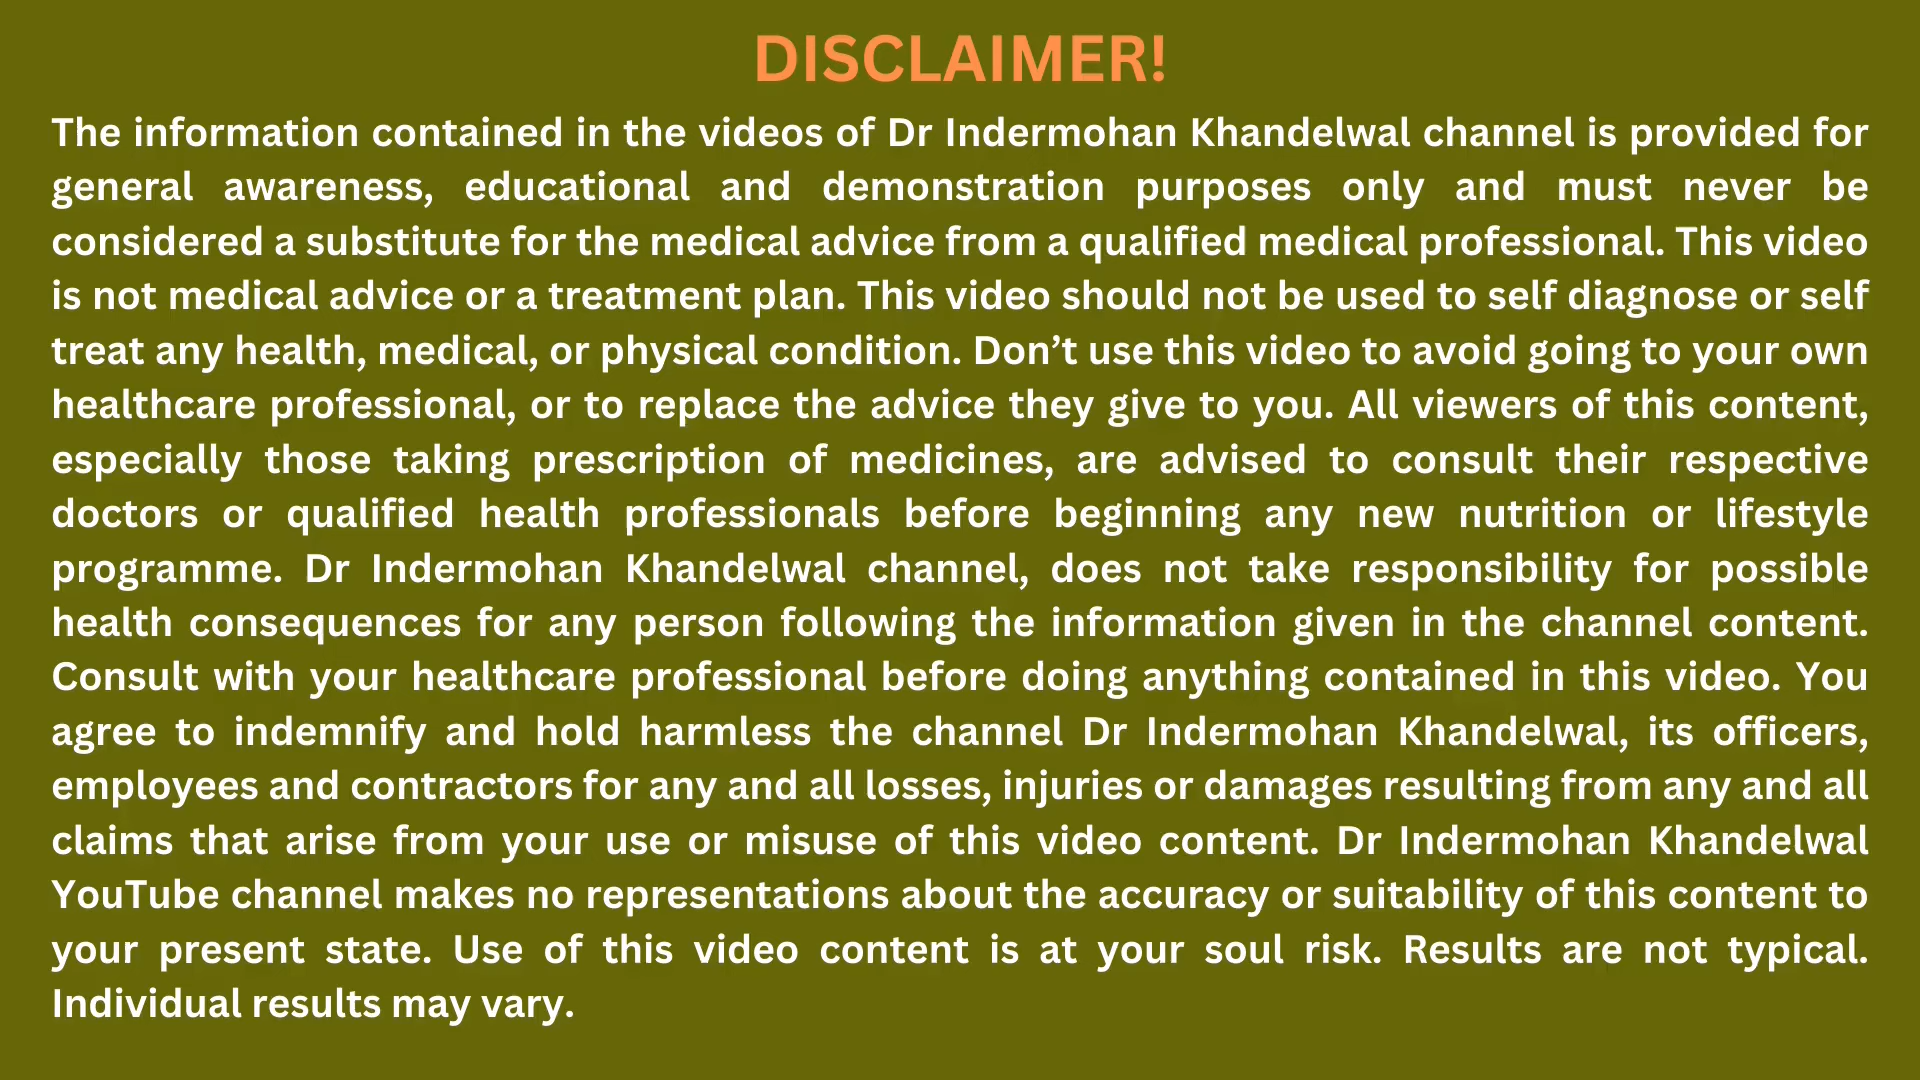 DISCLAIMER!
The information contained in the videos of Dr Indermohan Khandelwal channel is provided for
general awareness, educational and demonstration purposes only and must never be
considered a substitute for the medical advice from a qualified medical professional. This video
is not medical advice or a treatment plan. This video should not be used to self diagnose or self
treat any health, medical, or physical condition. Don’t use this video to avoid going to your own
healthcare professional, or to replace the advice they give to you. All viewers of this content,
especially those taking prescription of medicines, are advised to consult their respective
doctors or qualified health professionals before beginning any new nutrition or lifestyle
programme. Dr Indermohan Khandelwal channel, does not take responsibility for possible
health consequences for any person following the information given in the channel content.
Consult with your healthcare professional before doing anything contained in this video. You
agree to indemnify and hold harmless the channel Dr Indermohan Khandelwal, its officers,
employees and contractors for any and all losses, injuries or damages resulting from any and all
claims that arise from your use or misuse of this video content. Dr Indermohan Khandelwal
YouTube channel makes no representations about the accuracy or suitability of this content to
your present state. Use of this video content is at your soul risk. Results are not typical.
Individual results may vary.